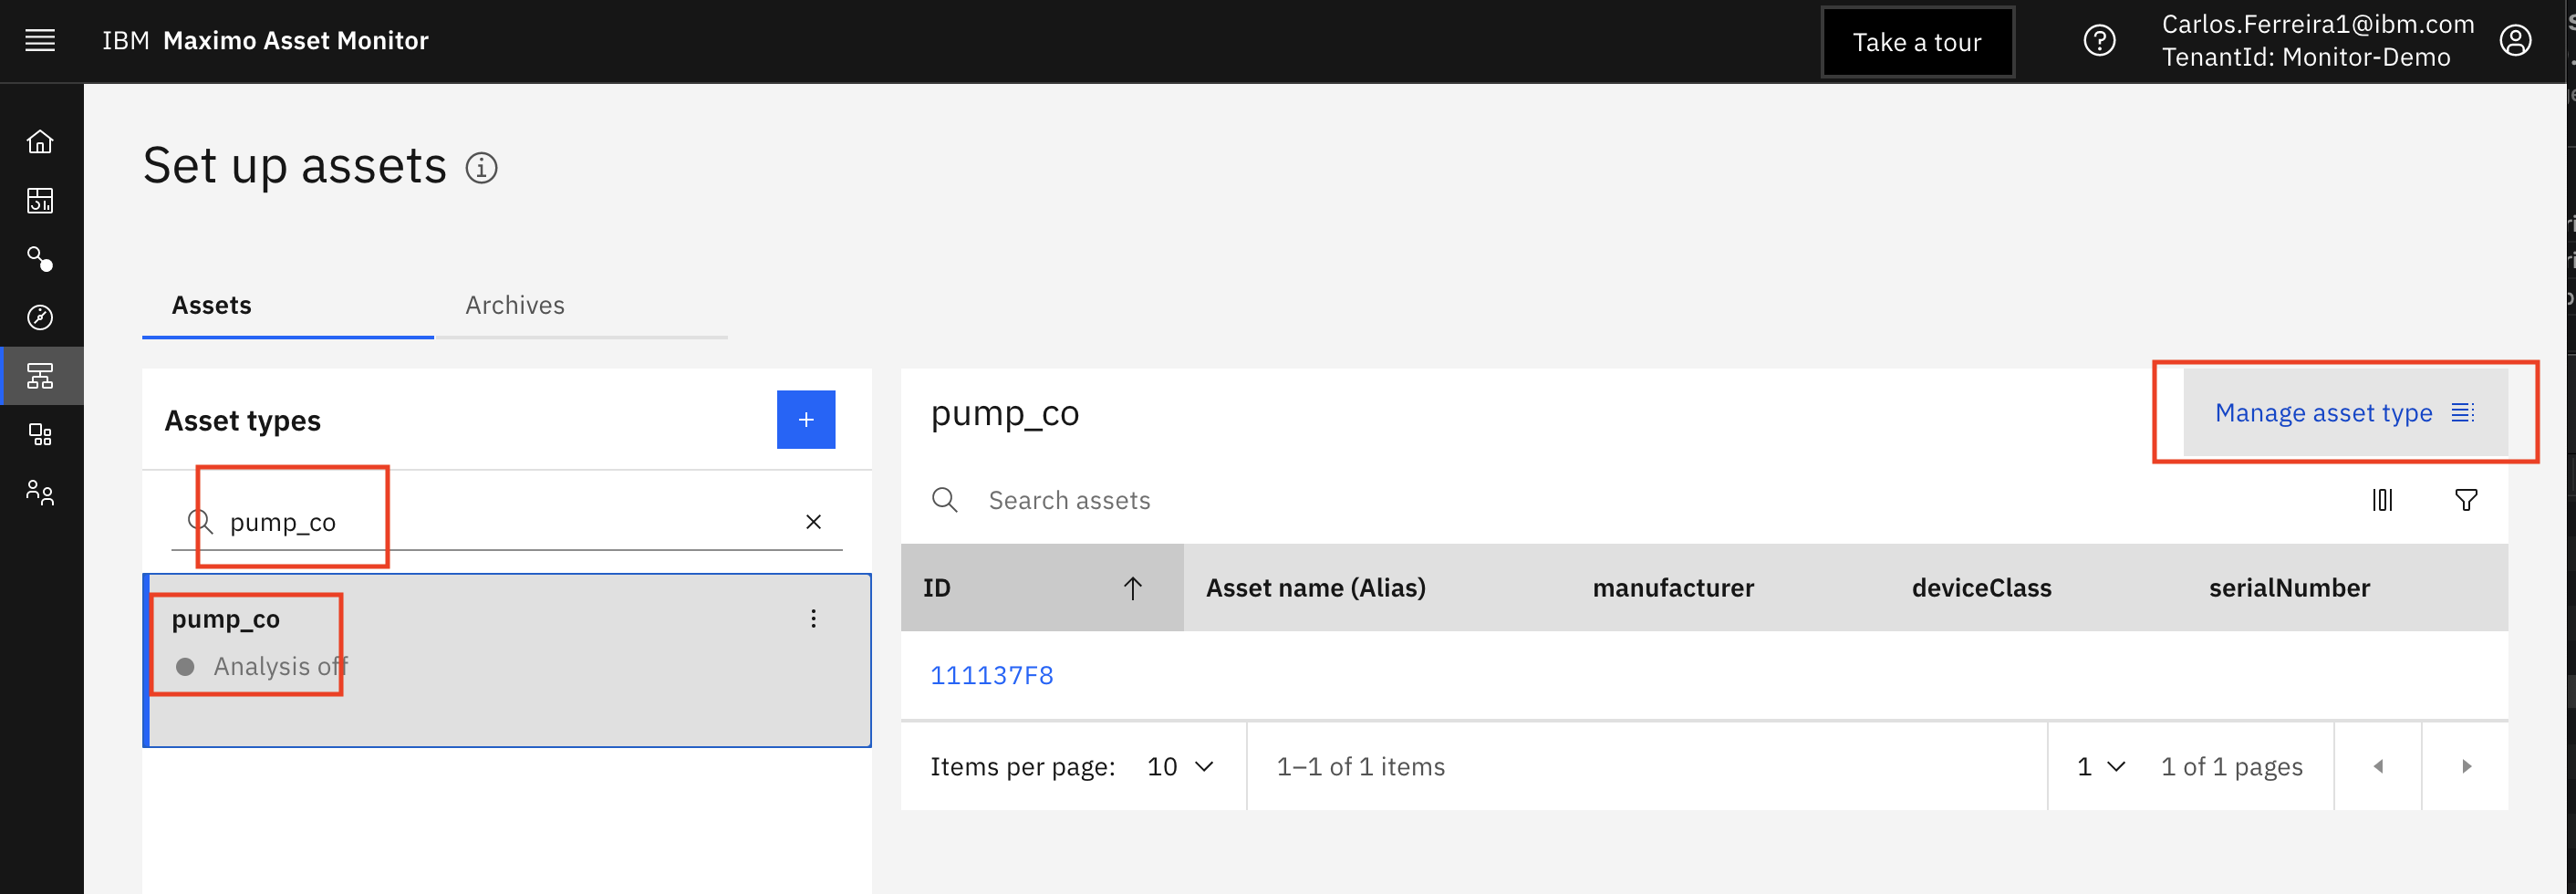 IBM Maximo Asset Monitor
Take a tour
Carlos.Ferreira1@ibm.com
TenantId: Monitor-Demo
Set up assets
Assets
Archives
Asset types
pump_co
pump_co
Analysis off
pump_co
Manage asset type
Search assets
ID
Asset name (Alias)
manufacturer
deviceClass
serialNumber
111137F8
Items per page: 10
1–1 of 1 items
1
1 of 1 pages